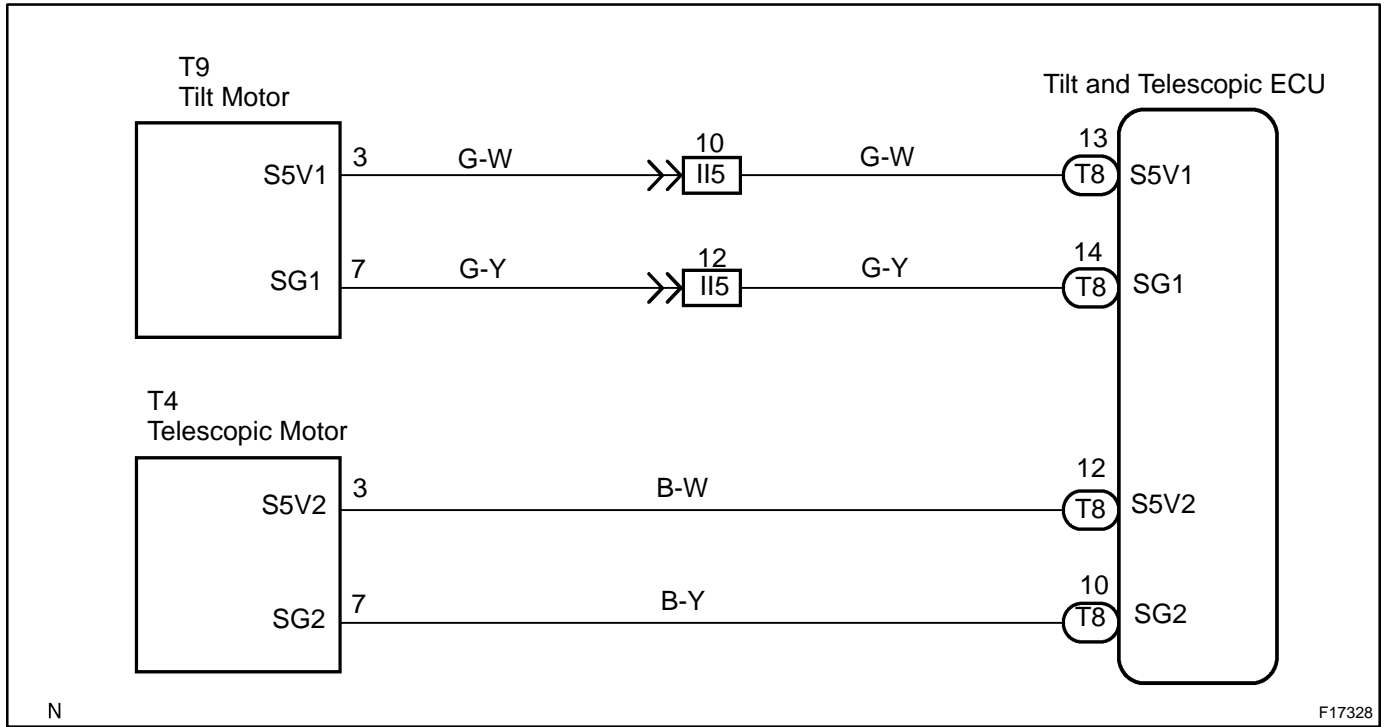 T9
Tilt Motor
Tilt and Telescopic ECU
S5V1 3 G-W 10 II5 G-W 13 T8 S5V1
SG1 7 G-Y 12 II5 G-Y 14 T8 SG1
T4
Telescopic Motor
S5V2 3 B-W 12 T8 S5V2
SG2 7 B-Y 10 T8 SG2
N F17328